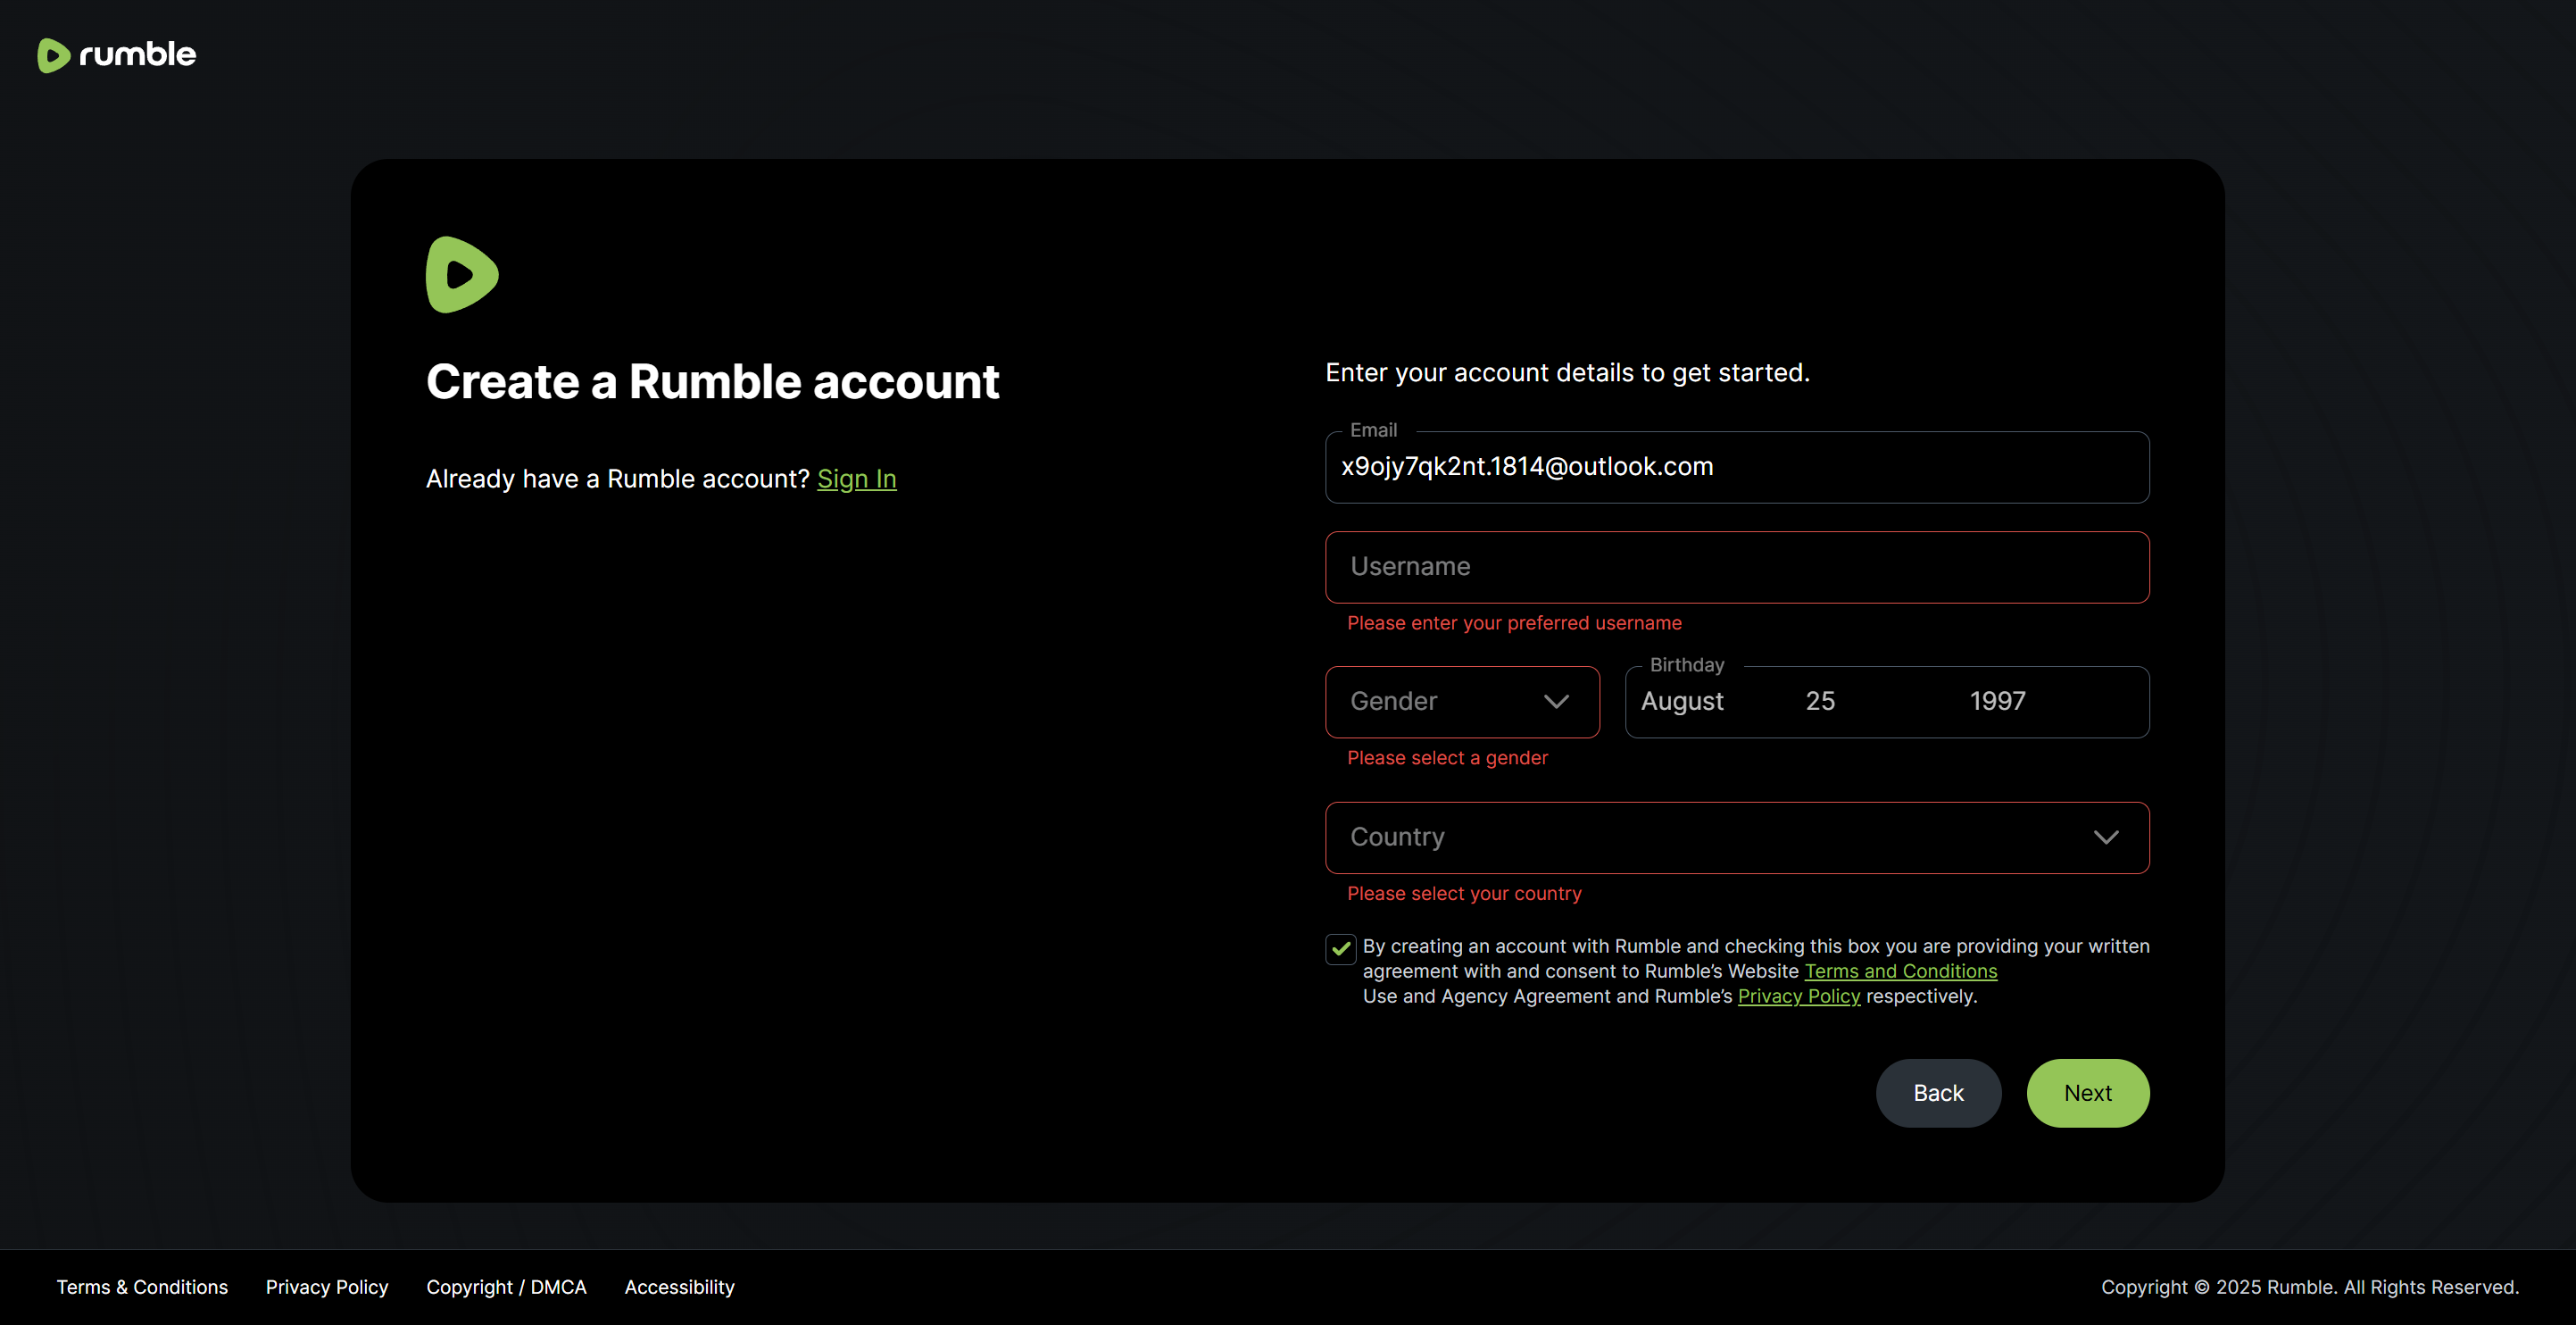 rumble
Create a Rumble account
Already have a Rumble account? Sign In
Enter your account details to get started.
Email
x9ojy7qk2nt.1814@outlook.com
Username
Please enter your preferred username
Gender
Birthday
August 25 1997
Please select a gender
Country
Please select your country
By creating an account with Rumble and checking this box you are providing your written
agreement with and consent to Rumble’s Website Terms and Conditions
Use and Agency Agreement and Rumble’s Privacy Policy respectively.
Back Next
Terms & Conditions Privacy Policy Copyright / DMCA Accessibility Copyright © 2025 Rumble. All Rights Reserved.